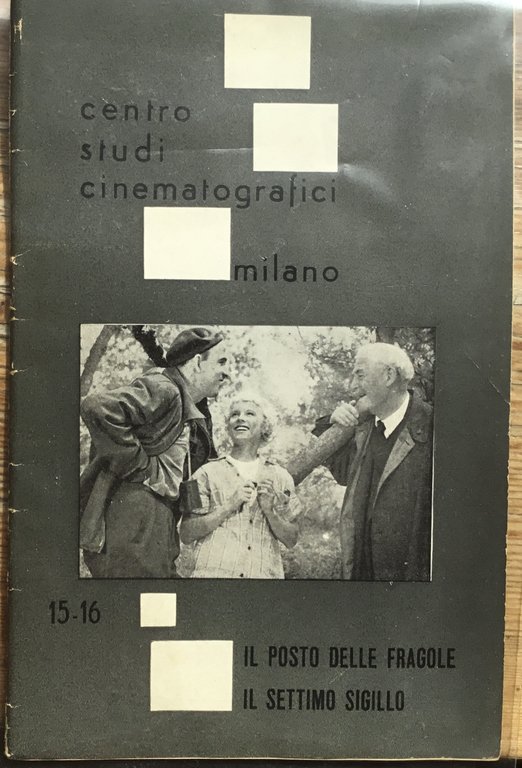 centro
studi
cinematografici
milano
15-16
IL POSTO DELLE FRAGOLE
IL SETTIMO SIGILLO